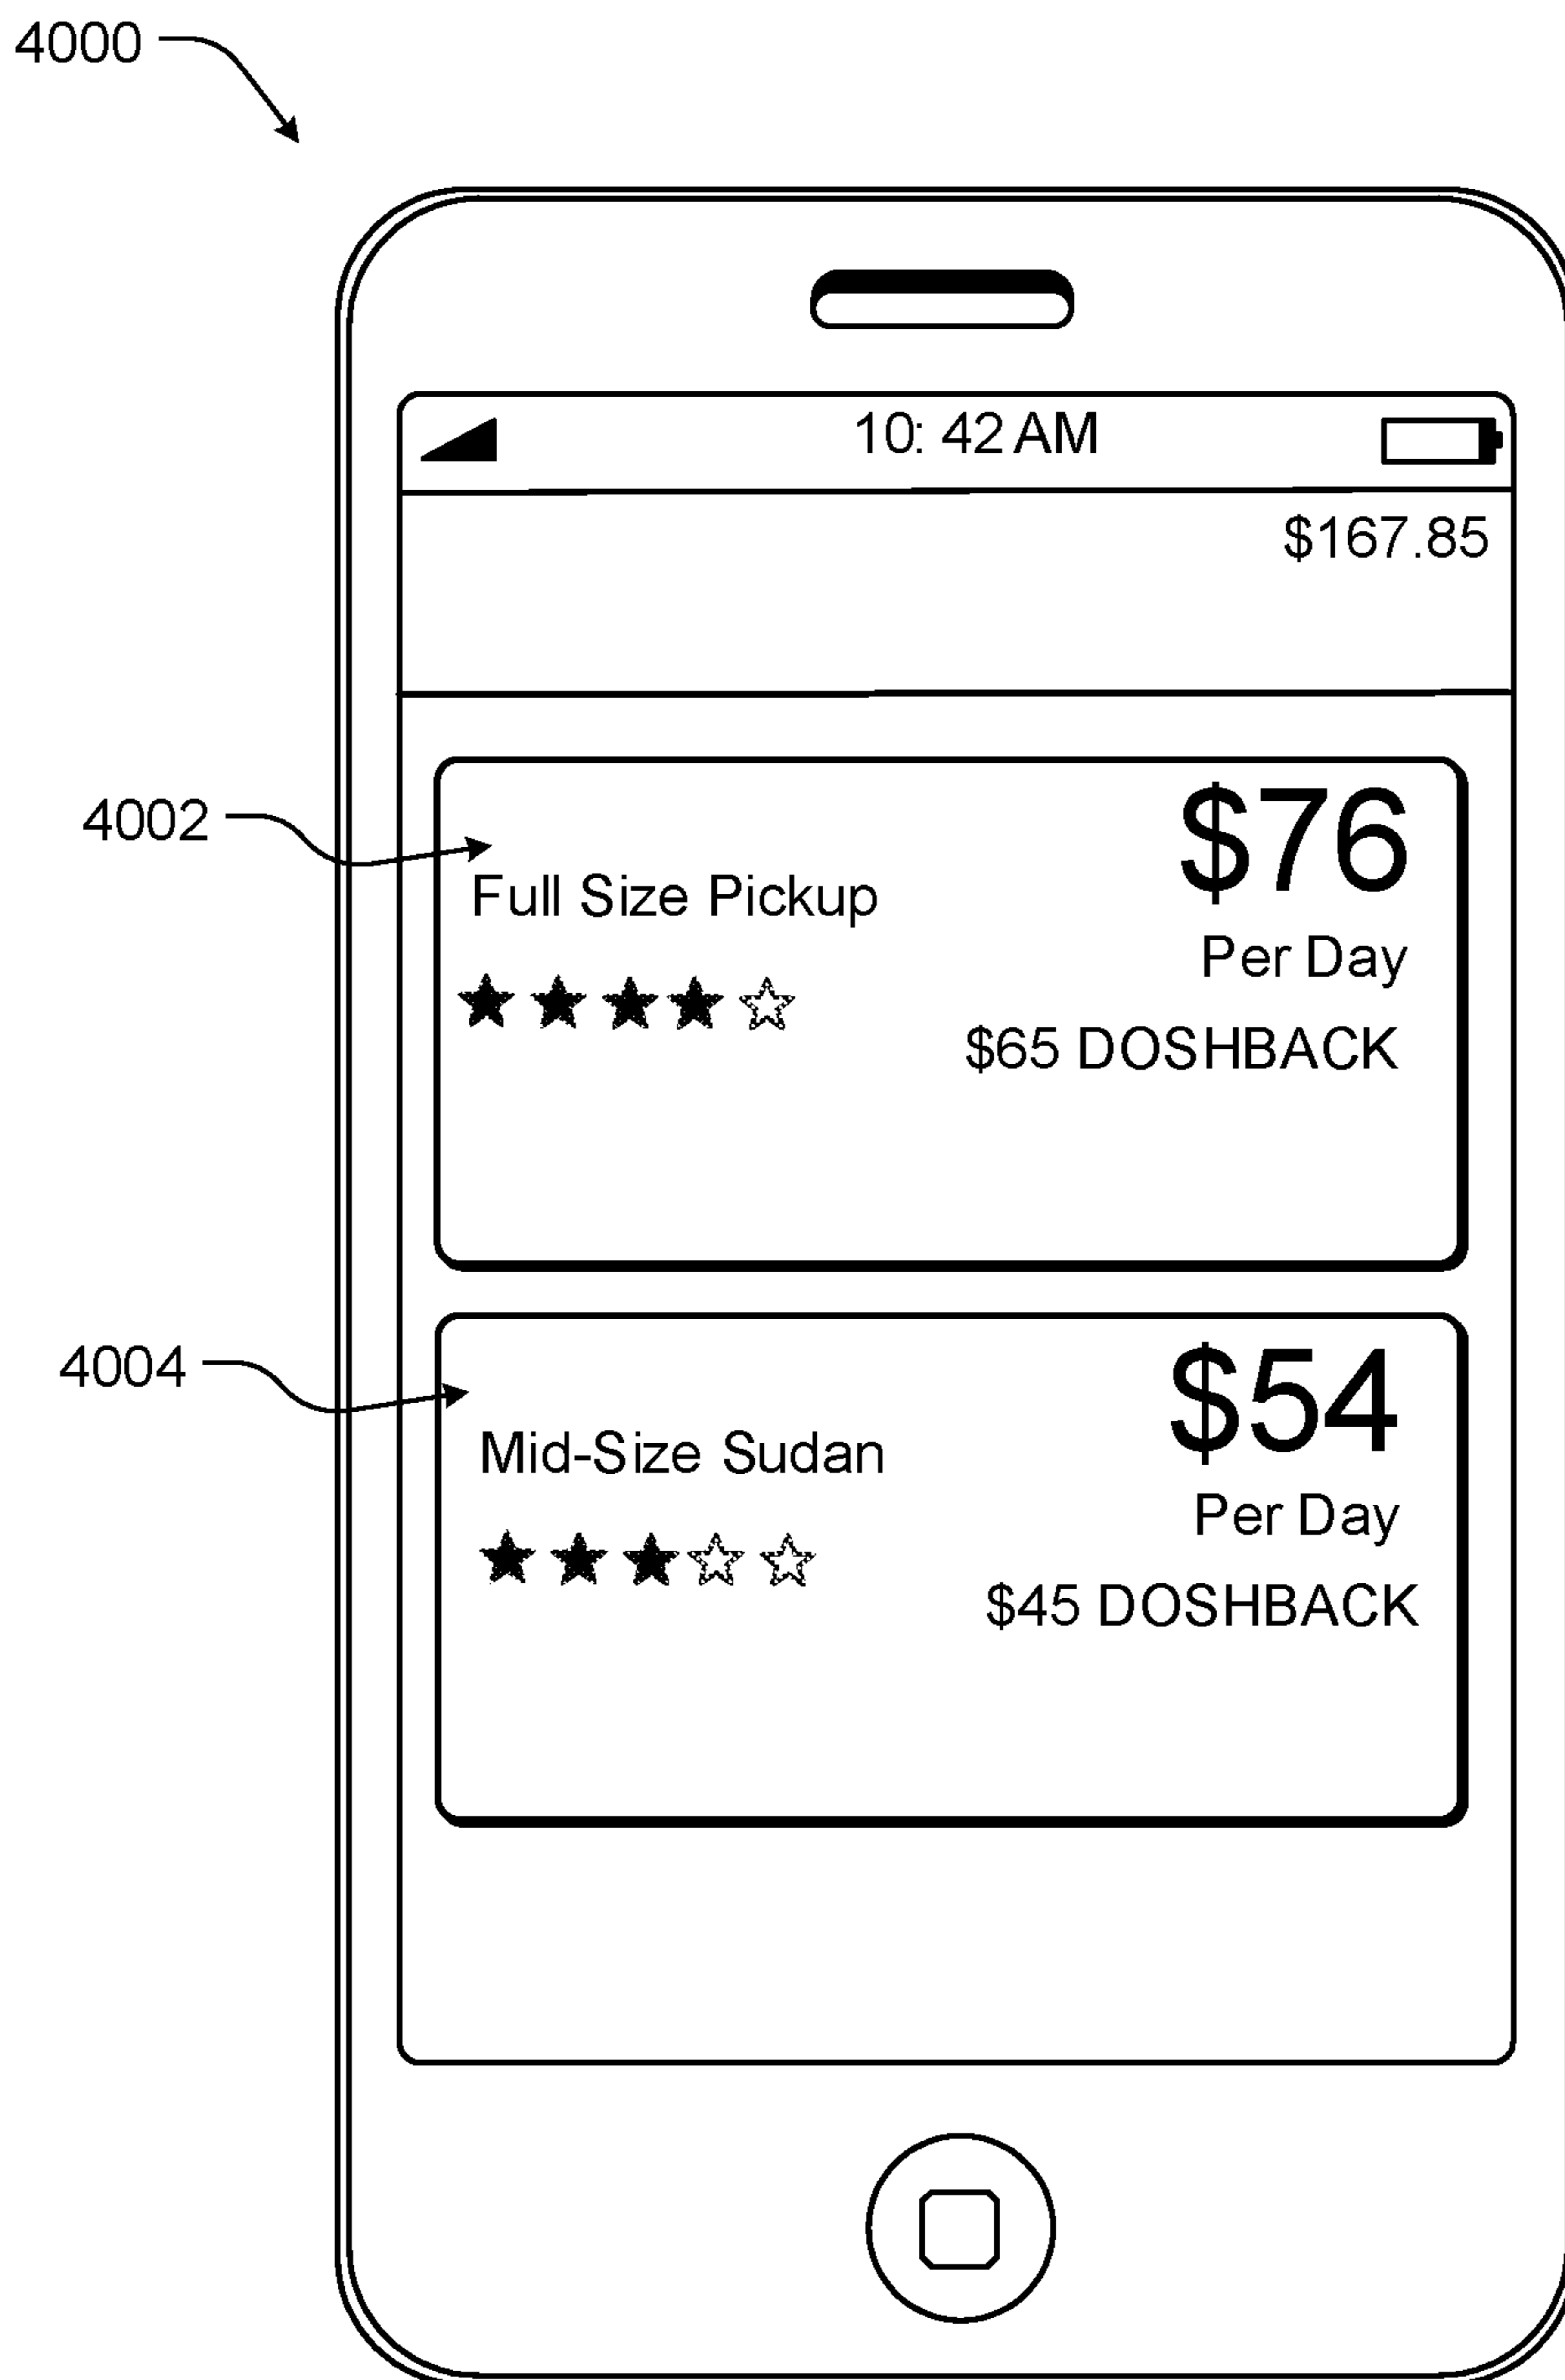 4000
10: 42 AM
$167.85
4002
$76
Full Size Pickup
Per Day
$65 DOSHBACK
4004
$54
Mid-Size Sudan
Per Day
$45 DOSHBACK